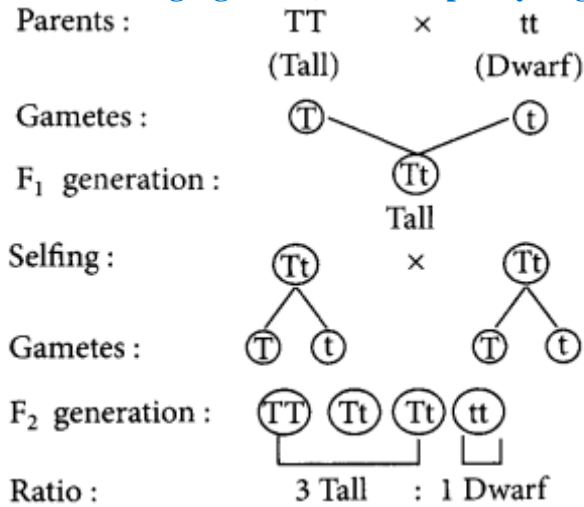 Parents : TT × tt
(Tall) (Dwarf)
Gametes : T t
F₁ generation : Tt
Tall
Selfing : Tt × Tt
Gametes : T t T t
F₂ generation : TT Tt Tt tt
Ratio : 3 Tall : 1 Dwarf